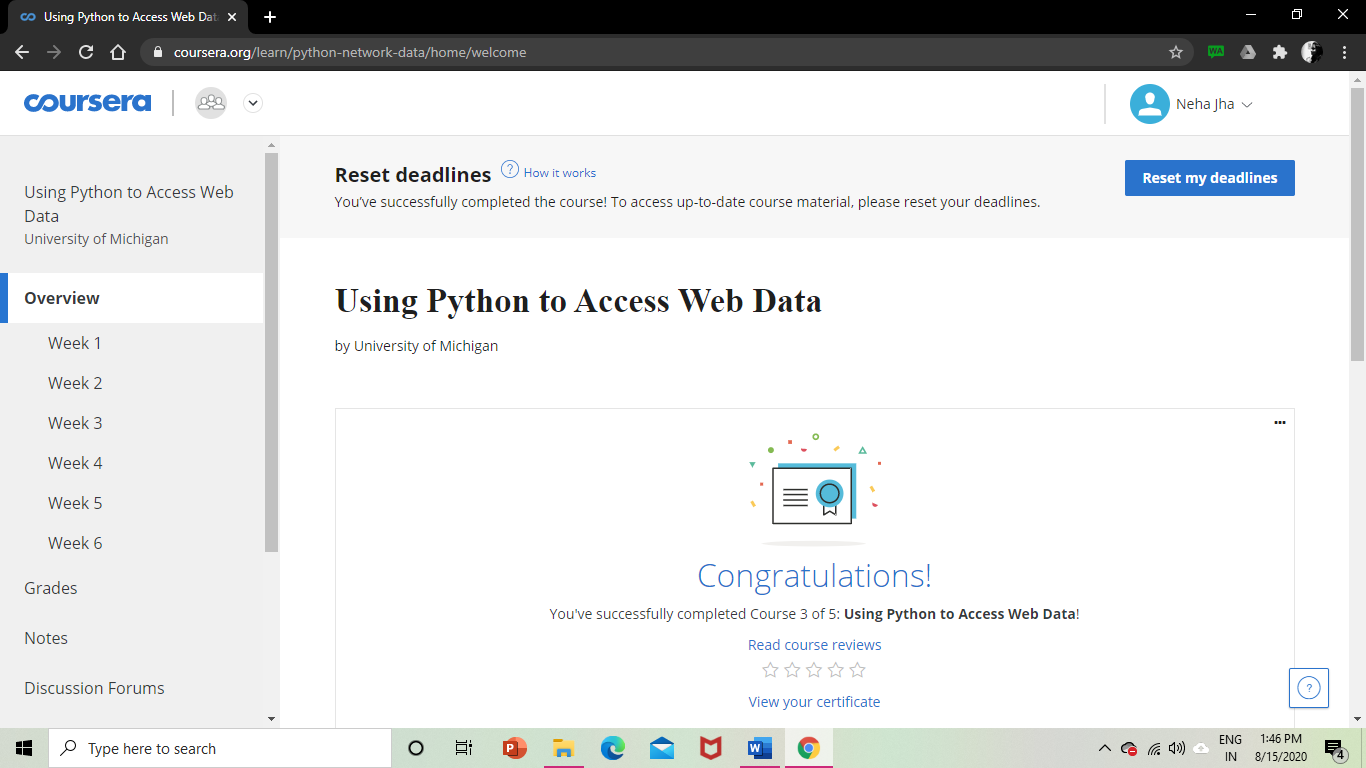 Using Python to Access Web Dat
coursera.org/learn/python-network-data/home/welcome
WA
coursera
Neha Jha
Using Python to Access Web
Data
University of Michigan
Overview
Week 1
Week 2
Week 3
Week 4
Week 5
Week 6
Grades
Notes
Discussion Forums
Reset deadlines ? How it works
You've successfully completed the course! To access up-to-date course material, please reset your deadlines.
Reset my deadlines
Using Python to Access Web Data
by University of Michigan
Congratulations!
You've successfully completed Course 3 of 5: Using Python to Access Web Data!
Read course reviews
View your certificate
?
Type here to search
ENG
IN
1:46 PM
8/15/2020
4